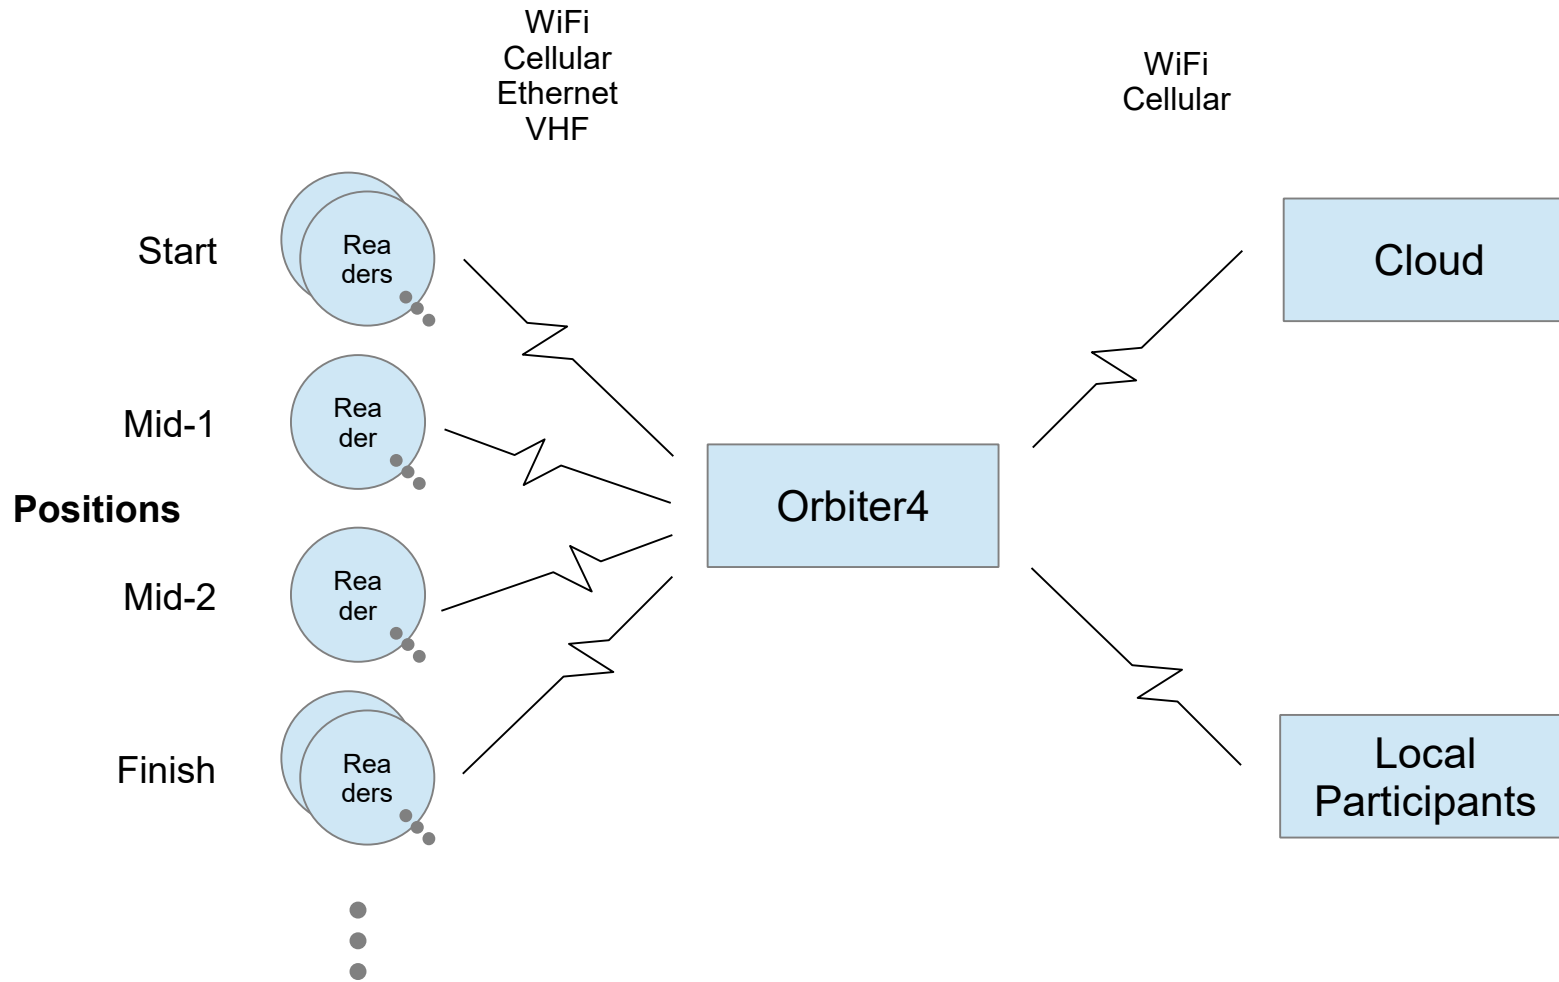 WiFi
Cellular
Ethernet
VHF
WiFi
Cellular
Start
Rea
ders
Cloud
Mid-1
Rea
der
Positions
Orbiter4
Mid-2
Rea
der
Finish
Rea
ders
Local
Participants